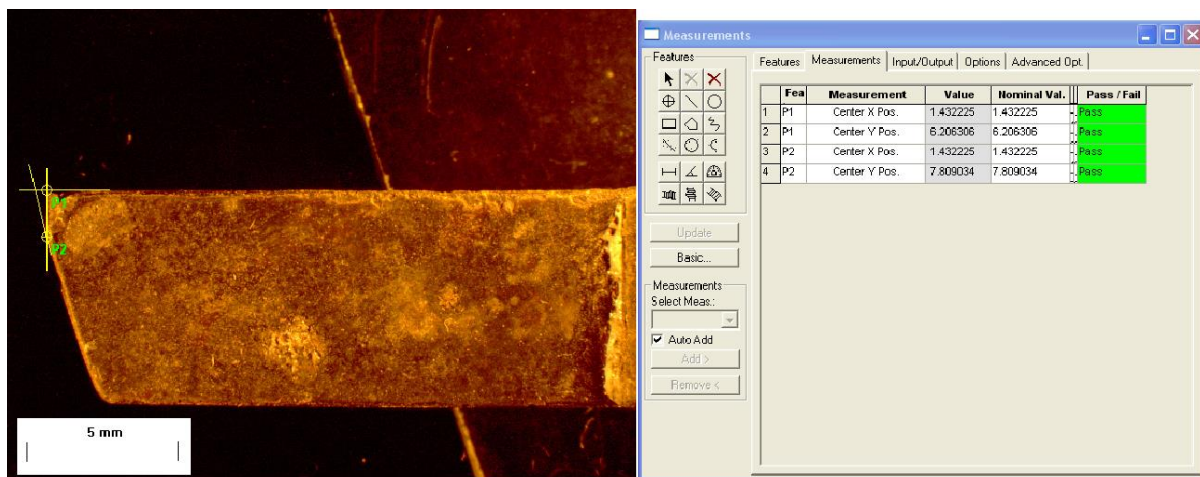 P1
P2
5 mm
Measurements
Features
Update
Basic...
Measurements
Select Meas.:
Auto Add
Add >
Remove <
Features Measurements Input/Output Options Advanced Opt.
Fea Measurement Value Nominal Val. Pass / Fail
1 P1 Center X Pos. 1.432225 1.432225 Pass
2 P1 Center Y Pos. 6.206306 6.206306 Pass
3 P2 Center X Pos. 1.432225 1.432225 Pass
4 P2 Center Y Pos. 7.809034 7.809034 Pass